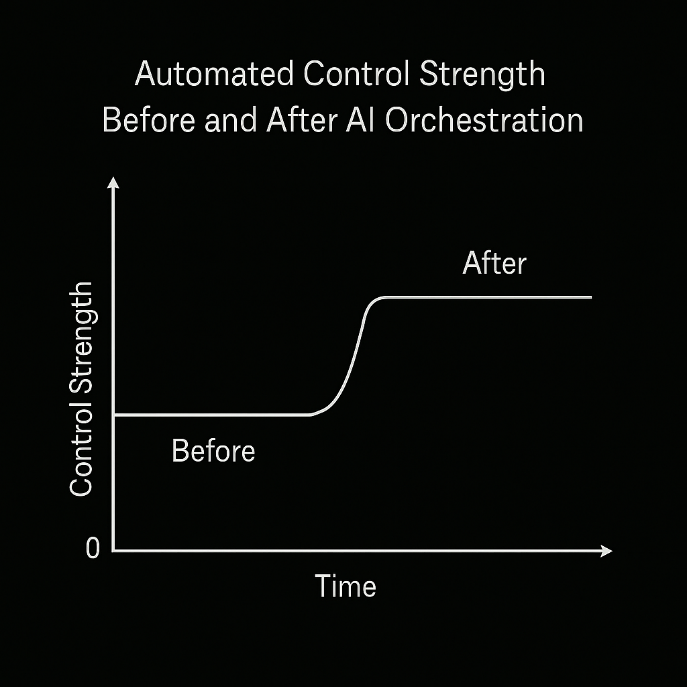 Automated Control Strength
Before and After AI Orchestration
After
Control Strength
Before
0
Time